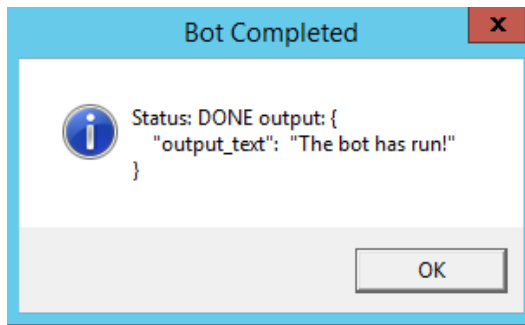 Bot Completed
x
Status: DONE output: {
    "output_text":  "The bot has run!"
}
OK